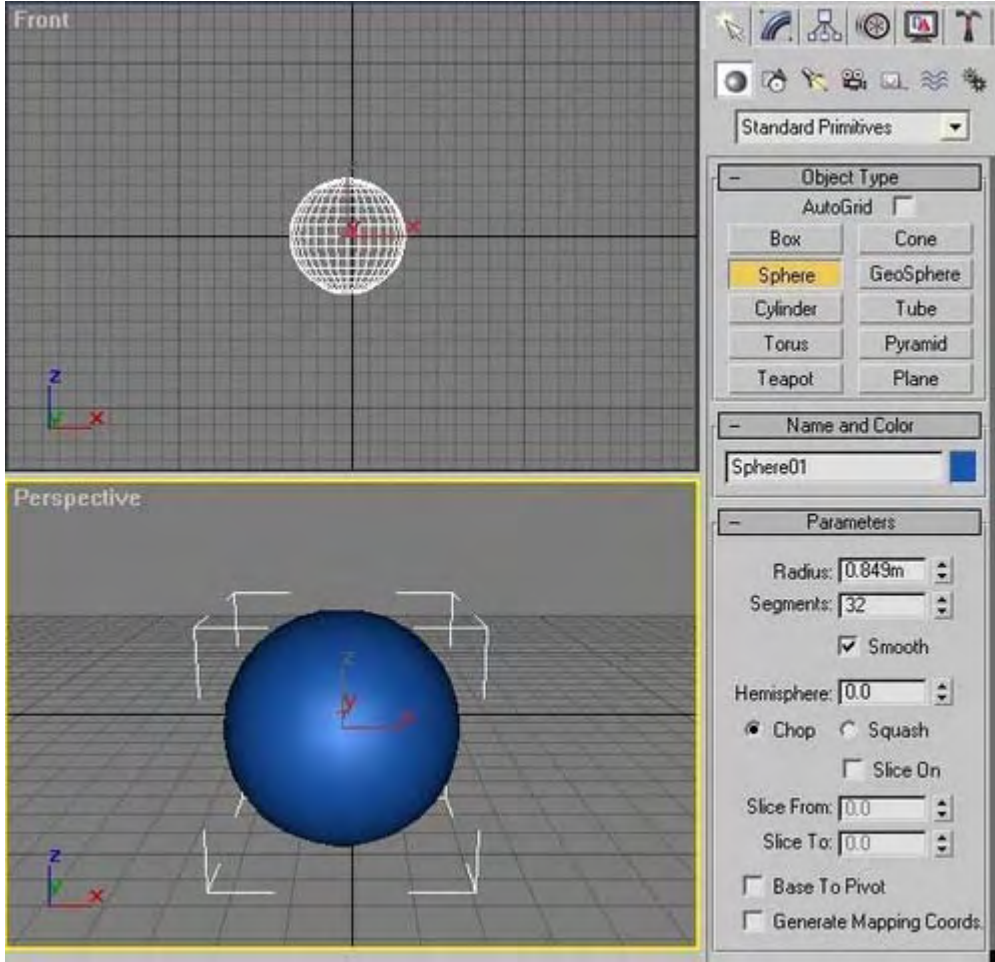 Front
Standard Primitives
- Object Type
AutoGrid
Box Cone
Sphere GeoSphere
Cylinder Tube
Torus Pyramid
Teapot Plane
- Name and Color
Sphere01
- Parameters
Radius: 0.849m
Segments: 32
Smooth
Hemisphere: 0.0
Chop Squash
Slice On
Slice From: 0.0
Slice To: 0.0
Base To Pivot
Generate Mapping Coords.
z
y x
x
Perspective
z
y
x
z
y x